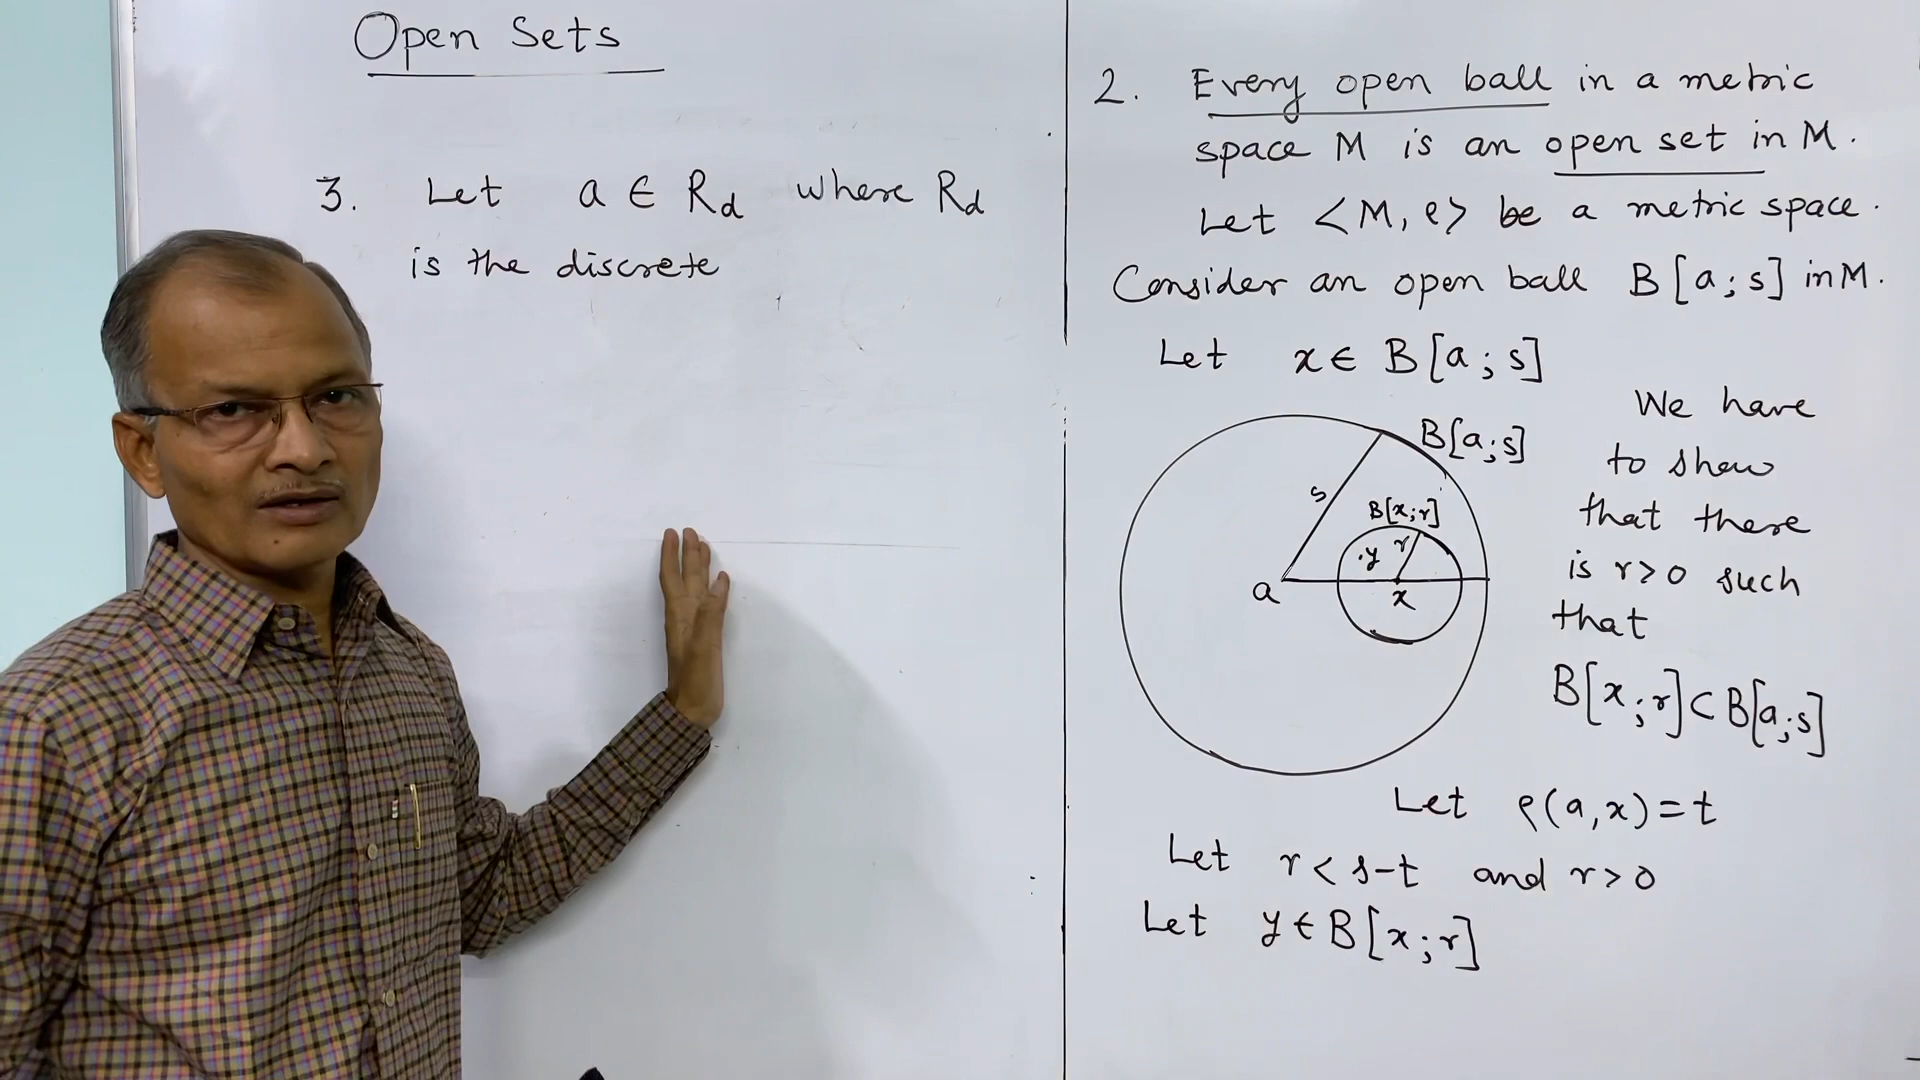 Open Sets
3. Let a ∈ Rd where Rd
is the discrete
2. Every open ball in a metric
space M is an open set in M.
Let <M, ρ> be a metric space.
Consider an open ball B[a; s] in M.
Let x ∈ B[a; s]
B[a; s]
s
B[x; r]
.y r
a
x
We have
to show
that there
is r>0 such
that
B[x; r] ⊂ B[a; s]
Let ρ(a, x) = t
Let r < s-t and r>0
Let y ∈ B[x; r]